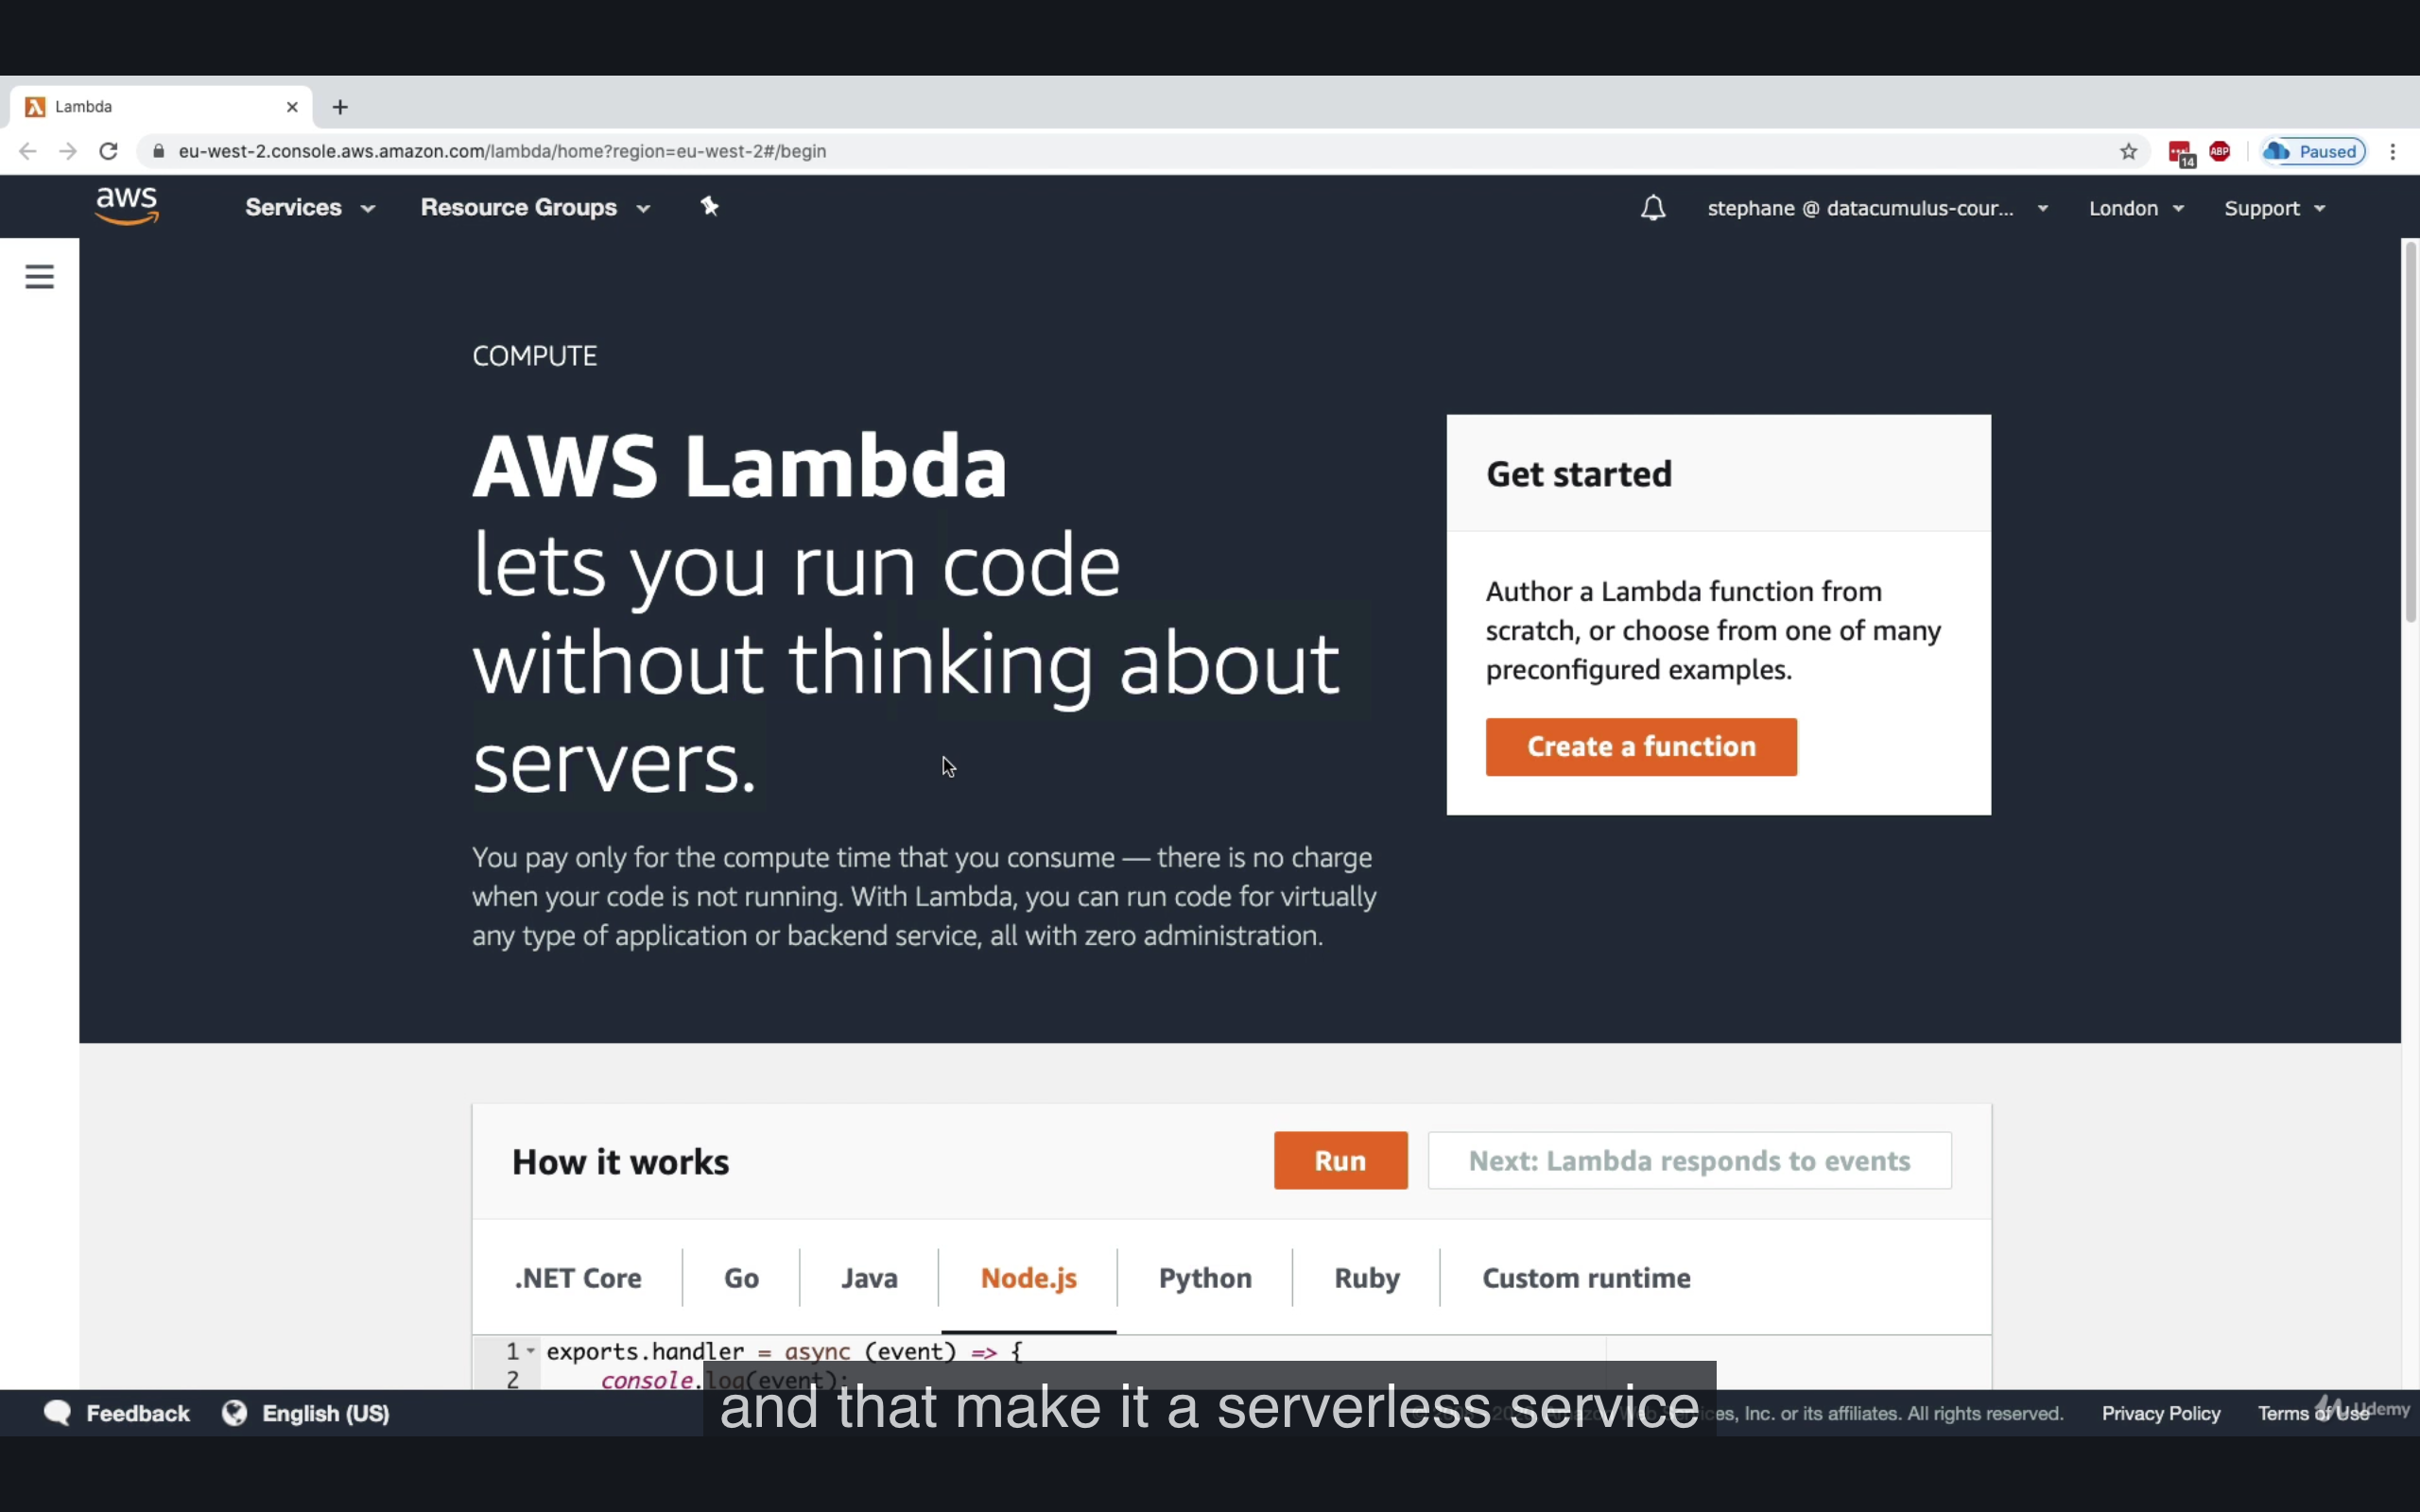 Lambda
eu-west-2.console.aws.amazon.com/lambda/home?region=eu-west-2#/begin
14
ABP
Paused
aws
Services
Resource Groups
stephane @ datacumulus-cour...
London
Support
COMPUTE
AWS Lambda
lets you run code
without thinking about
servers.
You pay only for the compute time that you consume — there is no charge
when your code is not running. With Lambda, you can run code for virtually
any type of application or backend service, all with zero administration.
Get started
Author a Lambda function from
scratch, or choose from one of many
preconfigured examples.
Create a function
How it works
Run
Next: Lambda responds to events
.NET Core
Go
Java
Node.js
Python
Ruby
Custom runtime
1 exports.handler = async (event) => {
2 console.log(event);
and that make it a serverless service
Feedback
English (US)
es, Inc. or its affiliates. All rights reserved.
Privacy Policy
Terms of Use
Udemy